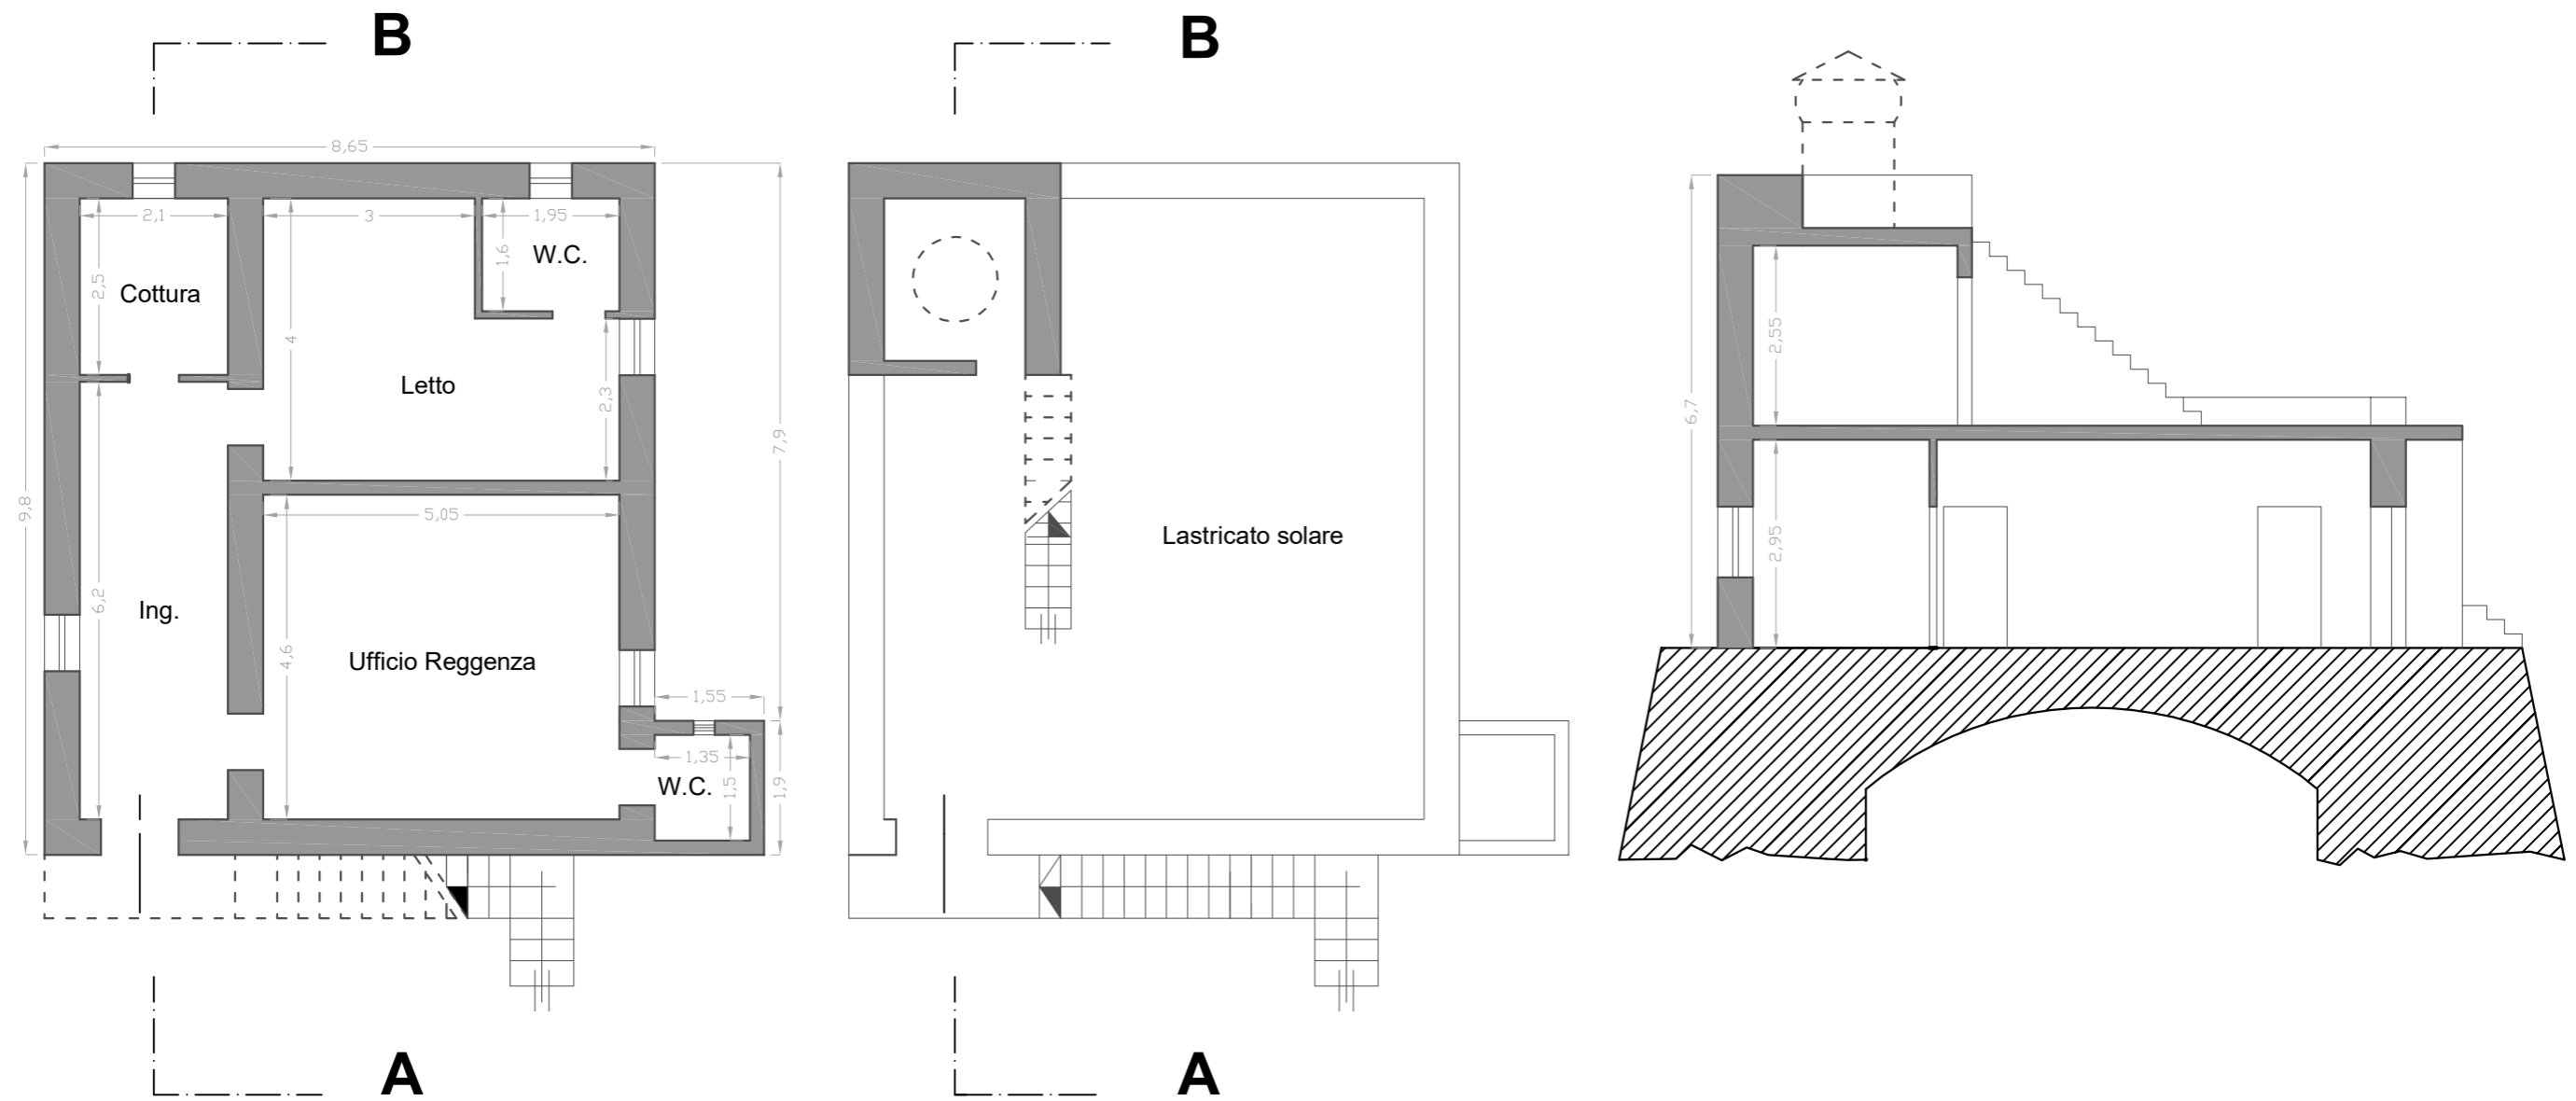 B
8,65
2,1
3
1,95
1,6
W.C.
2,5
Cottura
4
Letto
2,3
7,9
9,8
5,05
6,2
Ing.
4,6
Ufficio Reggenza
1,55
1,35
W.C.
1,5
1,9
A
B
Lastricato solare
A
6,7
2,55
2,95